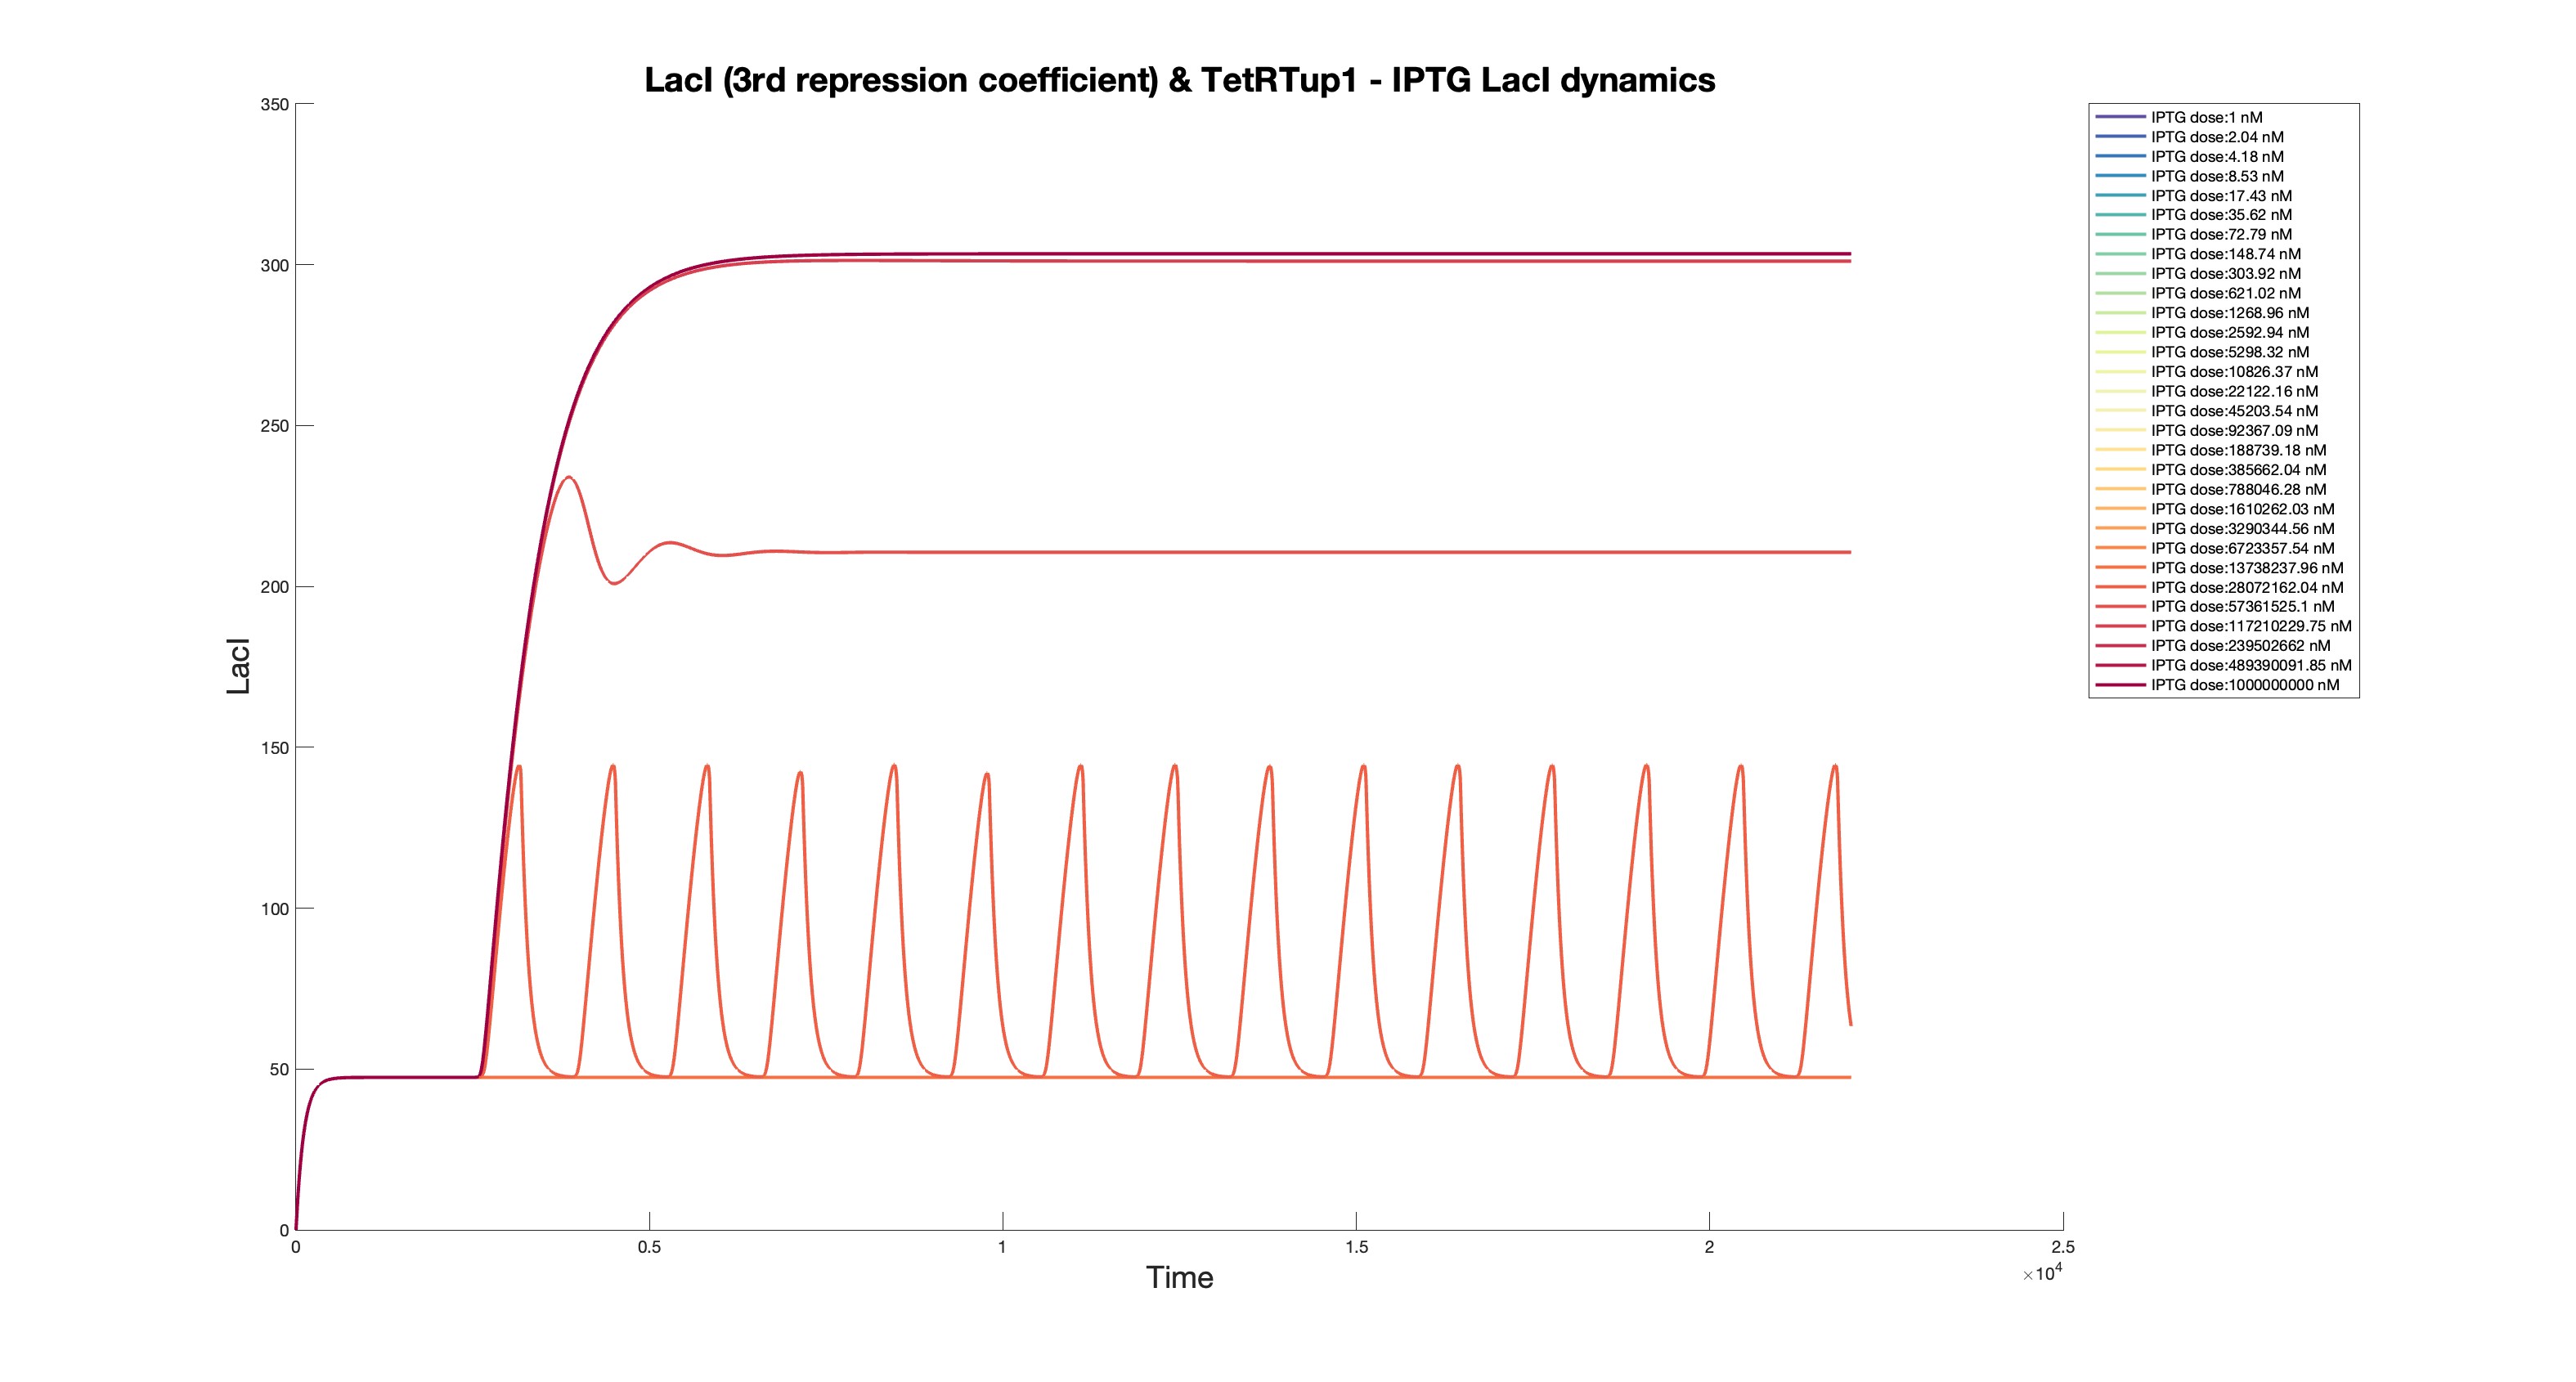 LacI (3rd repression coefficient) & TetRTup1 - IPTG LacI dynamics
350
300
250
200
150
100
50
0
LacI
0 0.5 1 1.5 2 2.5
×10^4
Time
IPTG dose:1 nM
IPTG dose:2.04 nM
IPTG dose:4.18 nM
IPTG dose:8.53 nM
IPTG dose:17.43 nM
IPTG dose:35.62 nM
IPTG dose:72.79 nM
IPTG dose:148.74 nM
IPTG dose:303.92 nM
IPTG dose:621.02 nM
IPTG dose:1268.96 nM
IPTG dose:2592.94 nM
IPTG dose:5298.32 nM
IPTG dose:10826.37 nM
IPTG dose:22122.16 nM
IPTG dose:45203.54 nM
IPTG dose:92367.09 nM
IPTG dose:188739.18 nM
IPTG dose:385662.04 nM
IPTG dose:788046.28 nM
IPTG dose:1610262.03 nM
IPTG dose:3290344.56 nM
IPTG dose:6723357.54 nM
IPTG dose:13738237.96 nM
IPTG dose:28072162.04 nM
IPTG dose:57361525.1 nM
IPTG dose:117210229.75 nM
IPTG dose:239502662 nM
IPTG dose:489390091.85 nM
IPTG dose:1000000000 nM